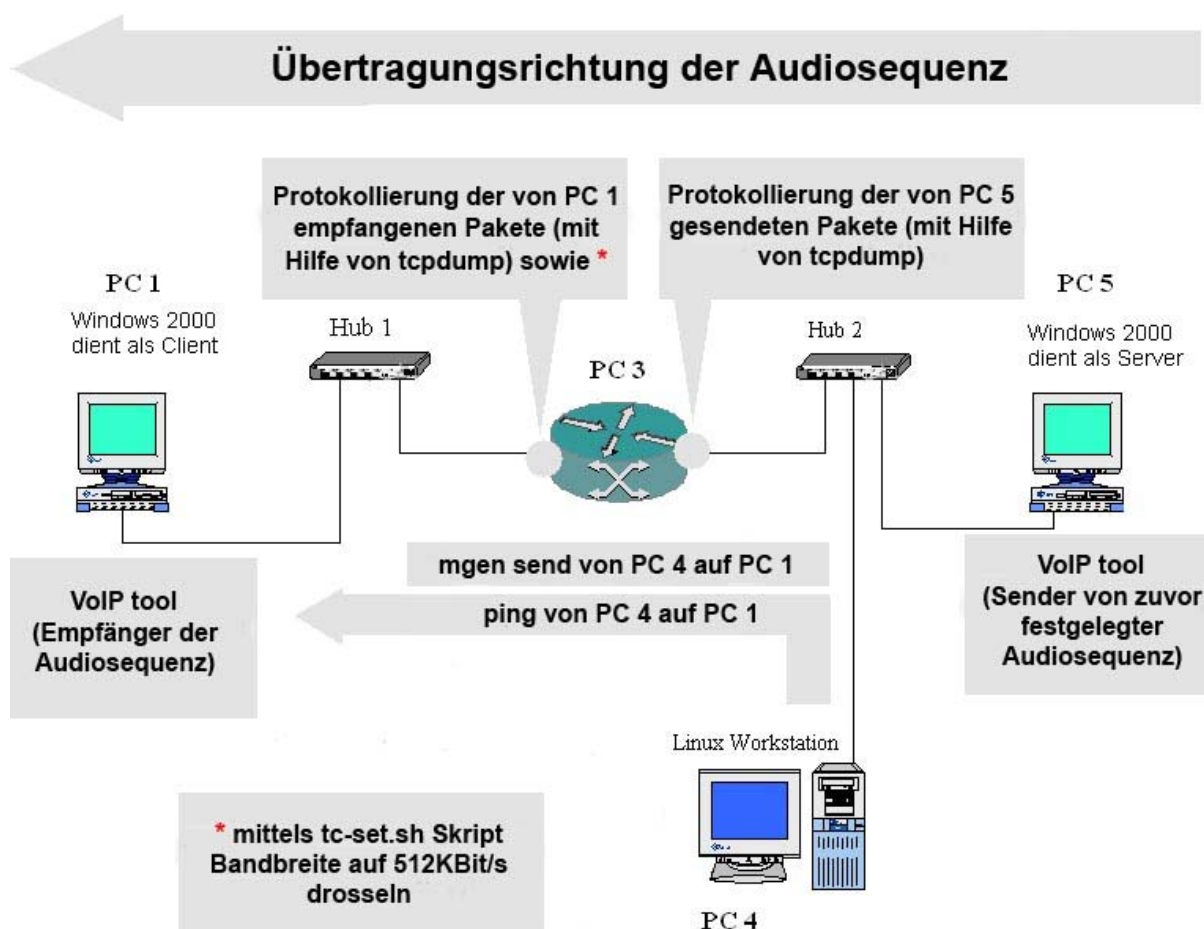 Übertragungsrichtung der Audiosequenz
Protokollierung der von PC 1
empfangenen Pakete (mit
Hilfe von tcpdump) sowie *
Protokollierung der von PC 5
gesendeten Pakete (mit Hilfe
von tcpdump)
PC 1
Windows 2000
dient als Client
Hub 1
PC 3
Hub 2
PC 5
Windows 2000
dient als Server
mgen send von PC 4 auf PC 1
ping von PC 4 auf PC 1
VoIP tool
(Empfänger der
Audiosequenz)
VoIP tool
(Sender von zuvor
festgelegter
Audiosequenz)
Linux Workstation
* mittels tc-set.sh Skript
Bandbreite auf 512KBit/s
drosseln
PC 4